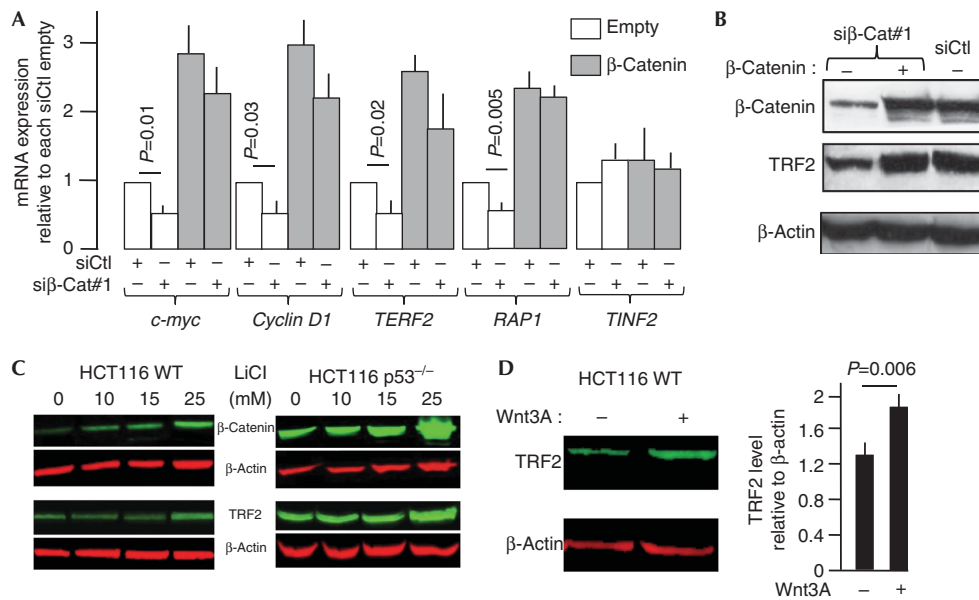 A
mRNA expression
relative to each siCtl empty
3
2
1
0
Empty
β-Catenin
P=0.01
P=0.03
P=0.02
P=0.005
siCtl + – + – + – + – + – + – + – + – + – + –
siβ-Cat#1 – + – + – + – + – + – + – + – + – + – +
c-myc Cyclin D1 TERF2 RAP1 TINF2
B
siβ-Cat#1 siCtl
β-Catenin : – + –
β-Catenin
TRF2
β-Actin
C
HCT116 WT LiCl HCT116 p53–/–
0 10 15 25 (mM) 0 10 15 25
β-Catenin
β-Actin
TRF2
β-Actin
D
HCT116 WT
Wnt3A : – +
TRF2
β-Actin
P=0.006
TRF2 level
relative to β-actin
2
1.6
1.2
0.8
0.4
0
Wnt3A – +